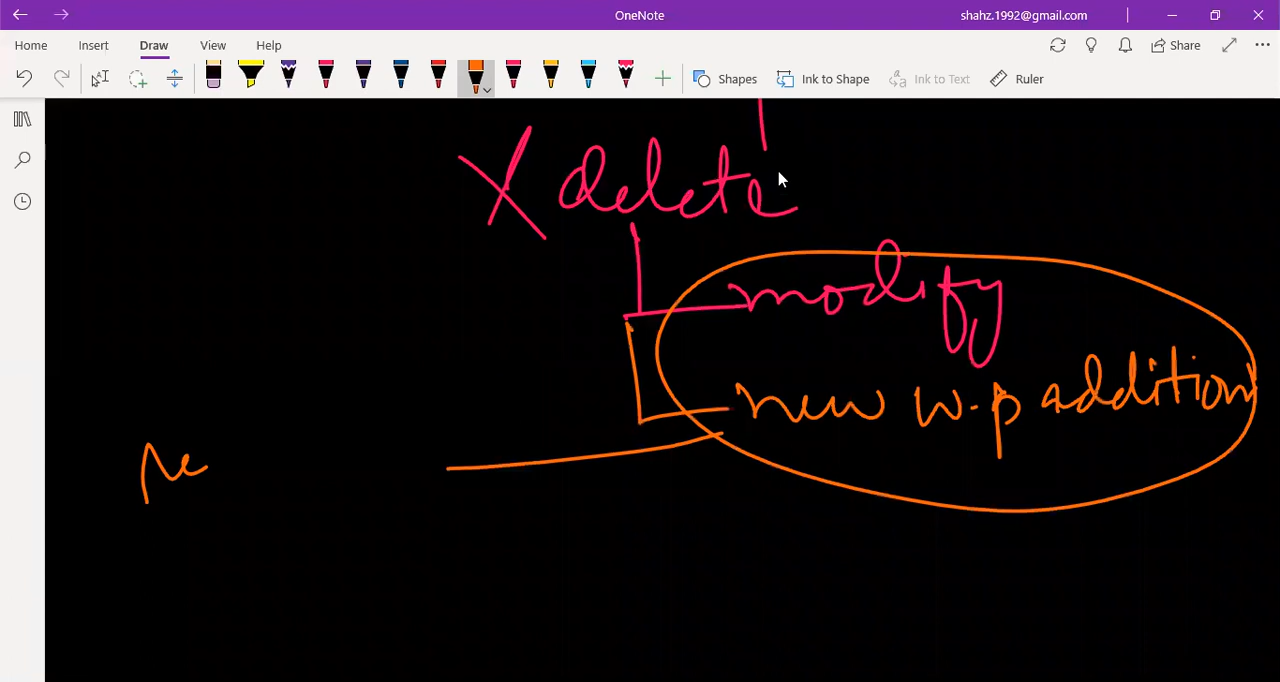 OneNote
shahz.1992@gmail.com
Home Insert Draw View Help
Share
Shapes Ink to Shape Ink to Text Ruler
X delete
modify
new w.p addition
Ne